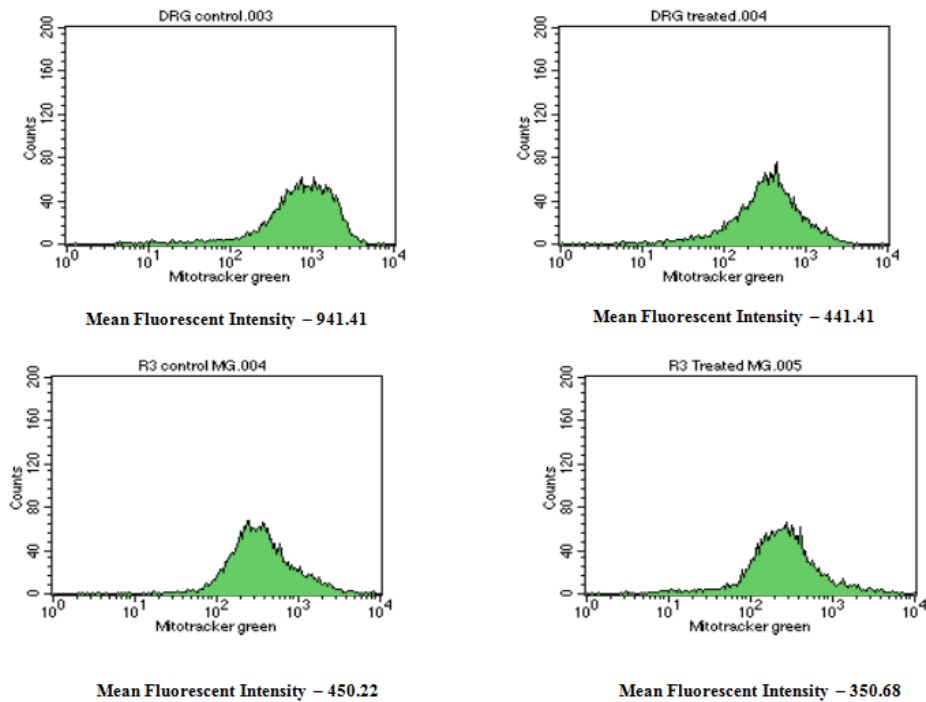 DRG control.003
200
160
120
80
40
0
Counts
10^0 10^1 10^2 10^3 10^4
Mitotracker green
Mean Fluorescent Intensity – 941.41
DRG treated.004
200
160
120
80
40
0
Counts
10^0 10^1 10^2 10^3 10^4
Mitotracker green
Mean Fluorescent Intensity – 441.41
R3 control MG.004
200
160
120
80
40
0
Counts
10^0 10^1 10^2 10^3 10^4
Mitotracker green
Mean Fluorescent Intensity – 450.22
R3 Treated MG.005
200
160
120
80
40
0
Counts
10^0 10^1 10^2 10^3 10^4
Mitotracker green
Mean Fluorescent Intensity – 350.68